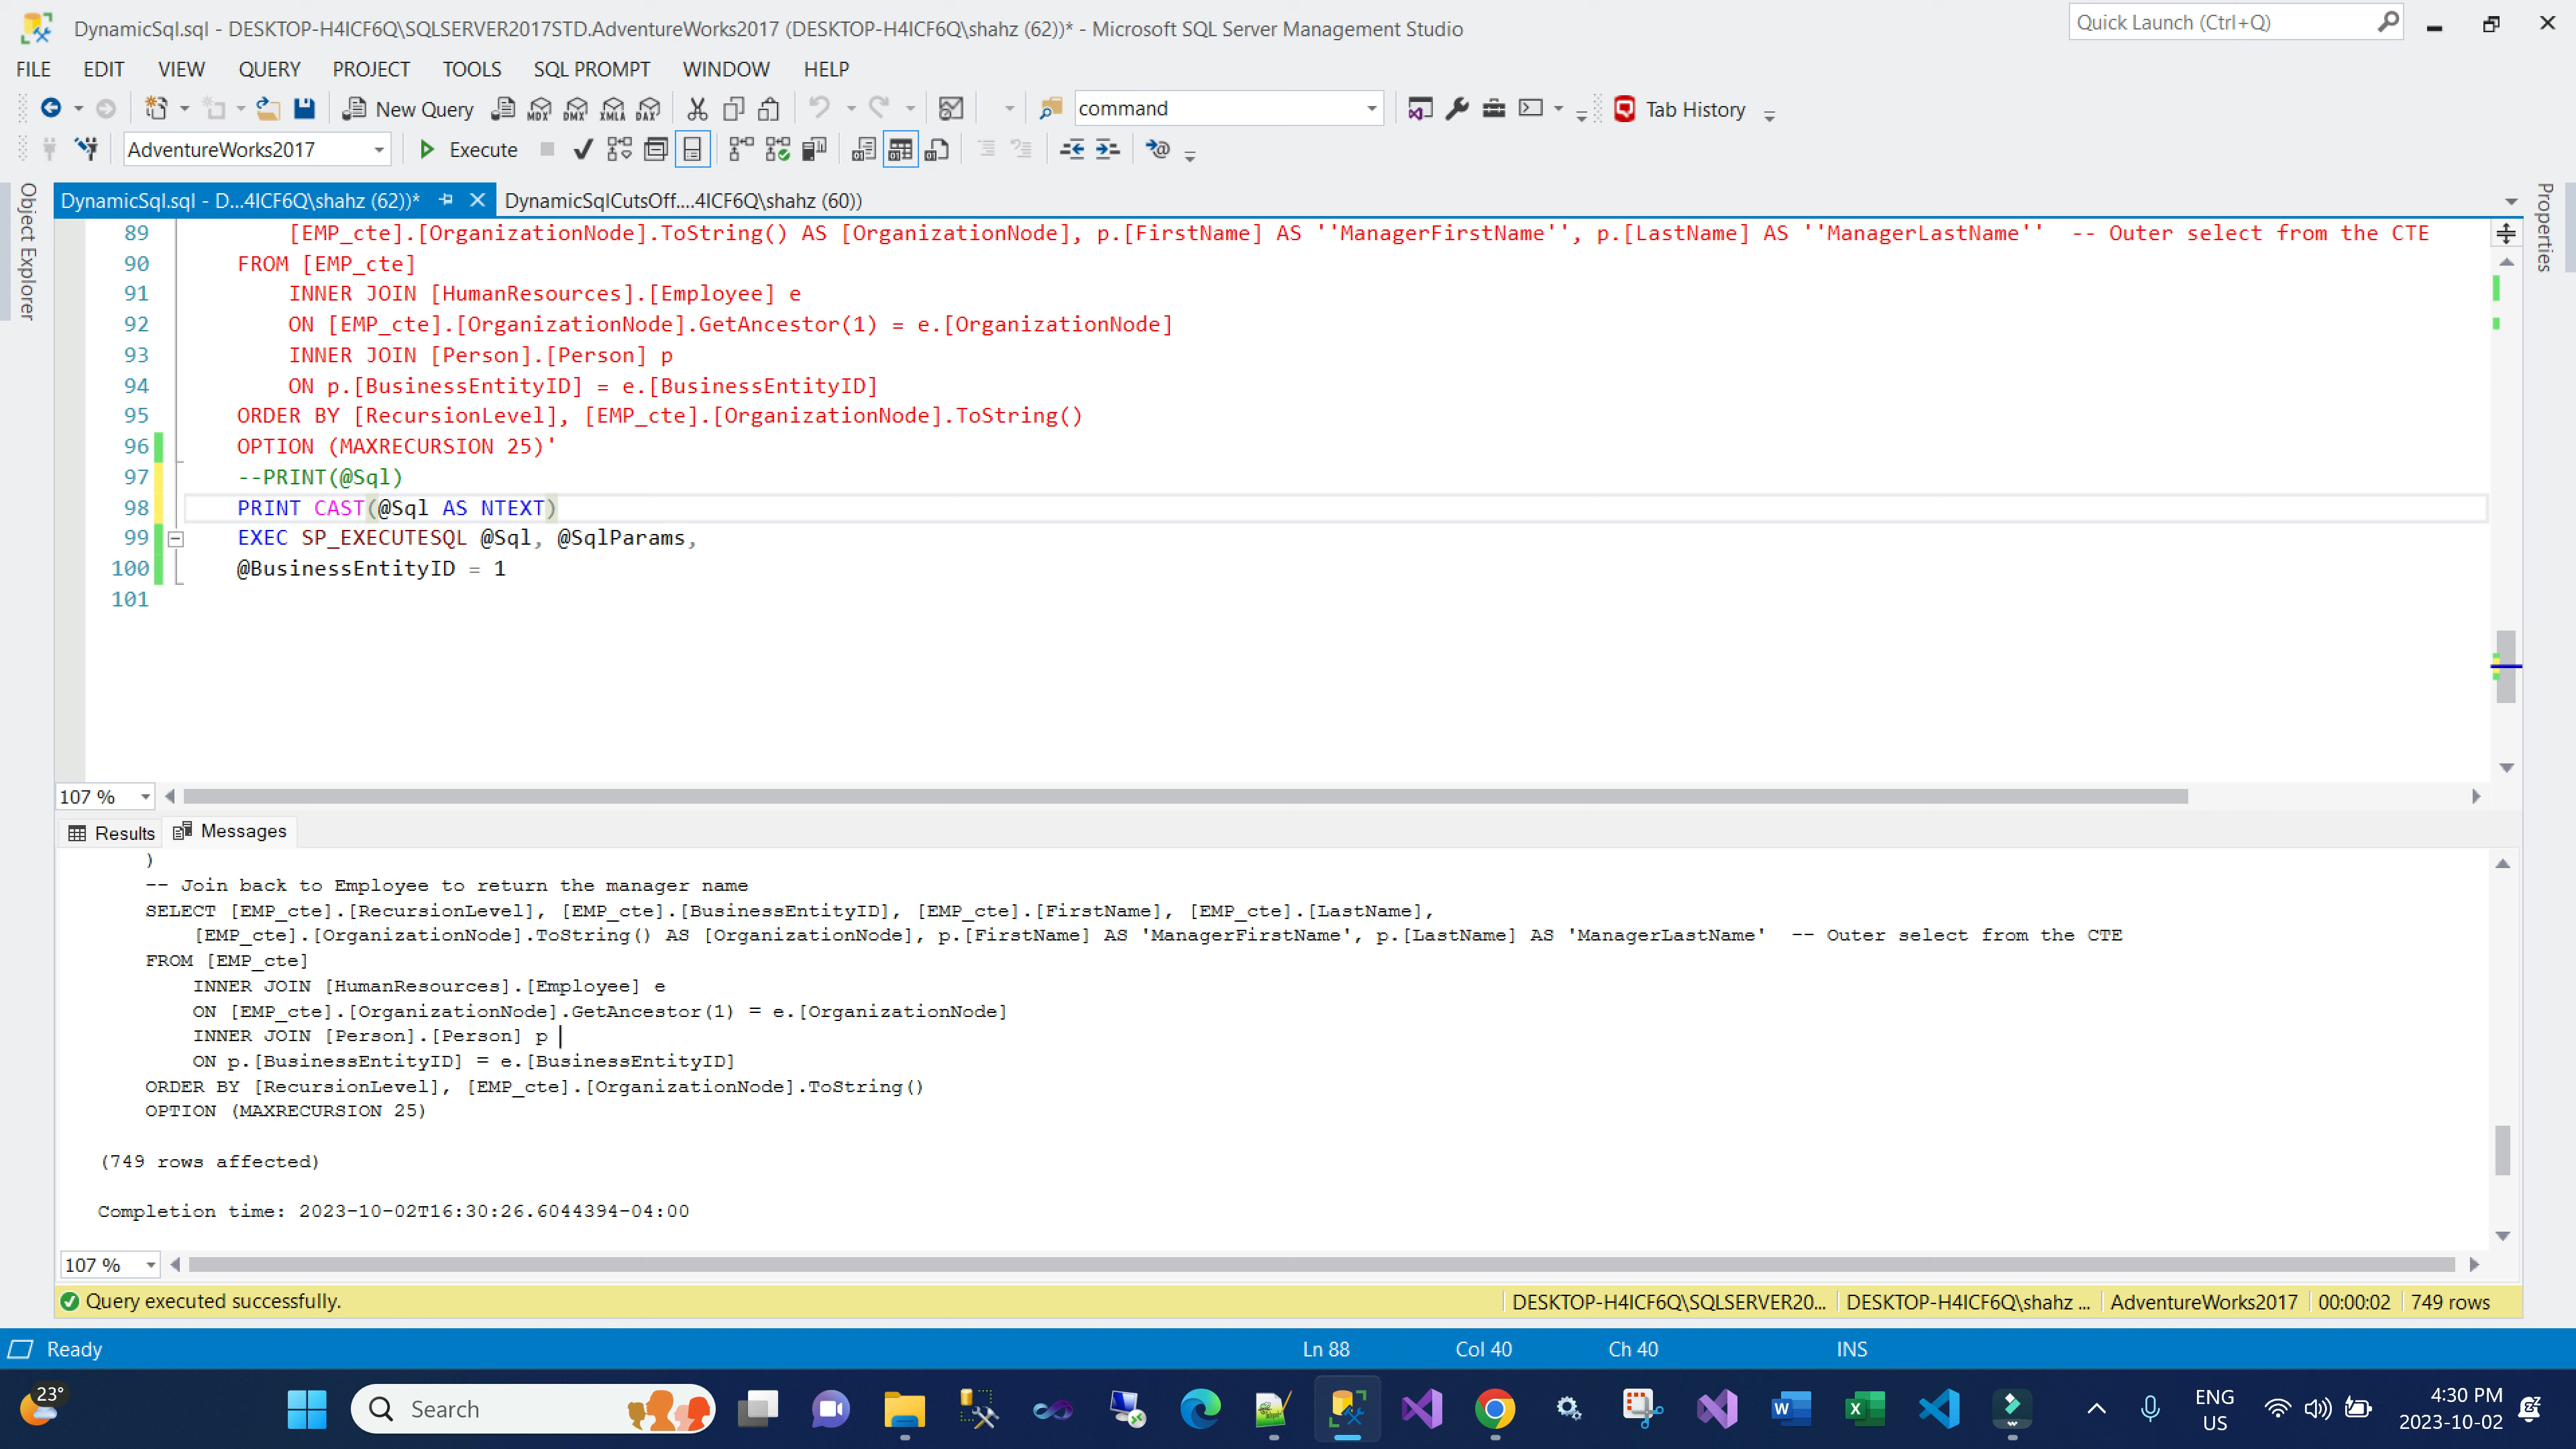 DynamicSql.sql - DESKTOP-H4ICF6Q\SQLSERVER2017STD.AdventureWorks2017 (DESKTOP-H4ICF6Q\shahz (62))* - Microsoft SQL Server Management Studio
Quick Launch (Ctrl+Q)
FILE EDIT VIEW QUERY PROJECT TOOLS SQL PROMPT WINDOW HELP
New Query MDX DMX XMLA DAX command Tab History
AdventureWorks2017 Execute
Object Explorer
Properties
DynamicSql.sql - D...4ICF6Q\shahz (62))* DynamicSqlCutsOff....4ICF6Q\shahz (60))
89 [EMP_cte].[OrganizationNode].ToString() AS [OrganizationNode], p.[FirstName] AS ''ManagerFirstName'', p.[LastName] AS ''ManagerLastName''  -- Outer select from the CTE
90 FROM [EMP_cte]
91 INNER JOIN [HumanResources].[Employee] e
92 ON [EMP_cte].[OrganizationNode].GetAncestor(1) = e.[OrganizationNode]
93 INNER JOIN [Person].[Person] p
94 ON p.[BusinessEntityID] = e.[BusinessEntityID]
95 ORDER BY [RecursionLevel], [EMP_cte].[OrganizationNode].ToString()
96 OPTION (MAXRECURSION 25)'
97 --PRINT(@Sql)
98 PRINT CAST(@Sql AS NTEXT)
99 EXEC SP_EXECUTESQL @Sql, @SqlParams,
100 @BusinessEntityID = 1
101
107 %
Results Messages
)
-- Join back to Employee to return the manager name
SELECT [EMP_cte].[RecursionLevel], [EMP_cte].[BusinessEntityID], [EMP_cte].[FirstName], [EMP_cte].[LastName],
[EMP_cte].[OrganizationNode].ToString() AS [OrganizationNode], p.[FirstName] AS 'ManagerFirstName', p.[LastName] AS 'ManagerLastName'  -- Outer select from the CTE
FROM [EMP_cte]
INNER JOIN [HumanResources].[Employee] e
ON [EMP_cte].[OrganizationNode].GetAncestor(1) = e.[OrganizationNode]
INNER JOIN [Person].[Person] p
ON p.[BusinessEntityID] = e.[BusinessEntityID]
ORDER BY [RecursionLevel], [EMP_cte].[OrganizationNode].ToString()
OPTION (MAXRECURSION 25)
(749 rows affected)
Completion time: 2023-10-02T16:30:26.6044394-04:00
107 %
Query executed successfully. DESKTOP-H4ICF6Q\SQLSERVER20... DESKTOP-H4ICF6Q\shahz ... AdventureWorks2017 00:00:02 749 rows
Ready Ln 88 Col 40 Ch 40 INS
23° Search ENG 4:30 PM
US 2023-10-02